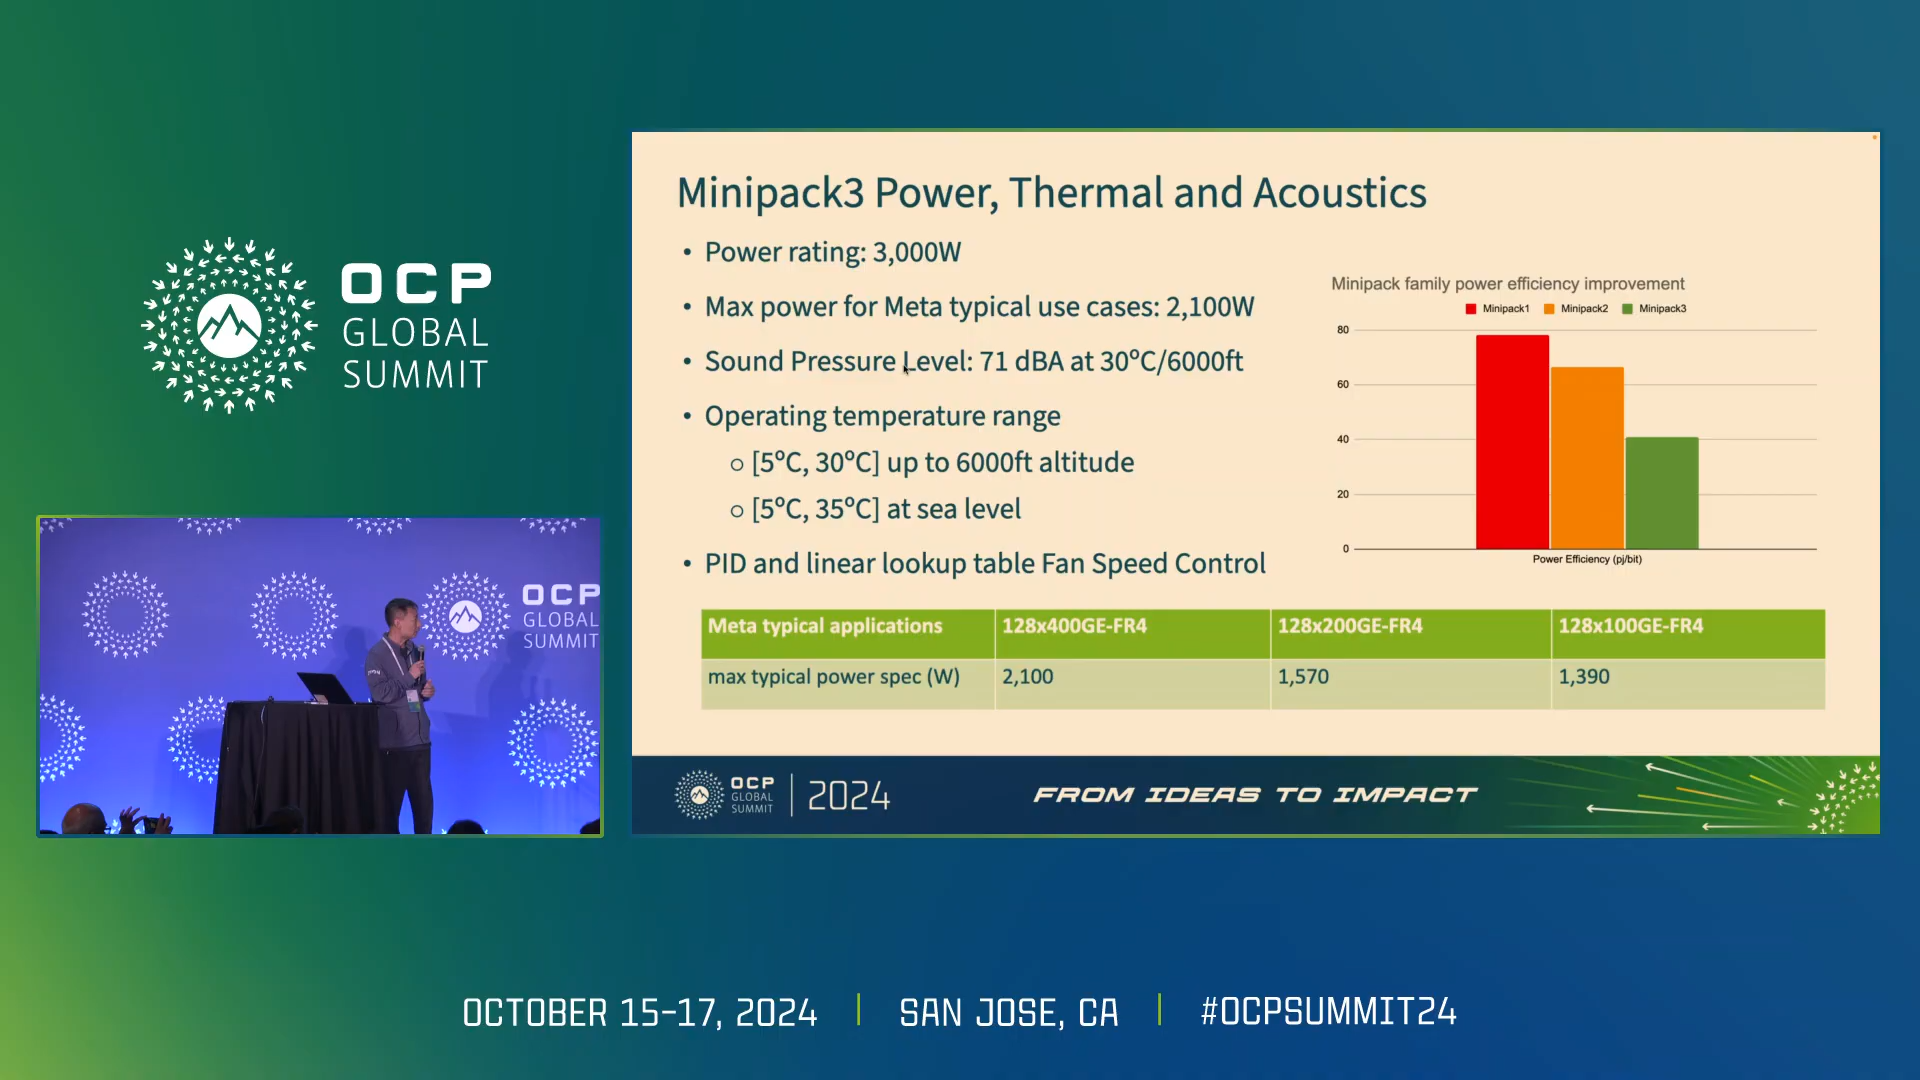 OCP
GLOBAL
SUMMIT
OCP
GLOBAL
SUMMIT
Minipack3 Power, Thermal and Acoustics
• Power rating: 3,000W
• Max power for Meta typical use cases: 2,100W
• Sound Pressure Level: 71 dBA at 30°C/6000ft
• Operating temperature range
○ [5°C, 30°C] up to 6000ft altitude
○ [5°C, 35°C] at sea level
• PID and linear lookup table Fan Speed Control
Minipack family power efficiency improvement
Minipack1 Minipack2 Minipack3
80
60
40
20
0
Power Efficiency (pj/bit)
Meta typical applications 128x400GE-FR4 128x200GE-FR4 128x100GE-FR4
max typical power spec (W) 2,100 1,570 1,390
OCP
GLOBAL
SUMMIT
2024
FROM IDEAS TO IMPACT
OCTOBER 15-17, 2024 | SAN JOSE, CA | #OCPSUMMIT24